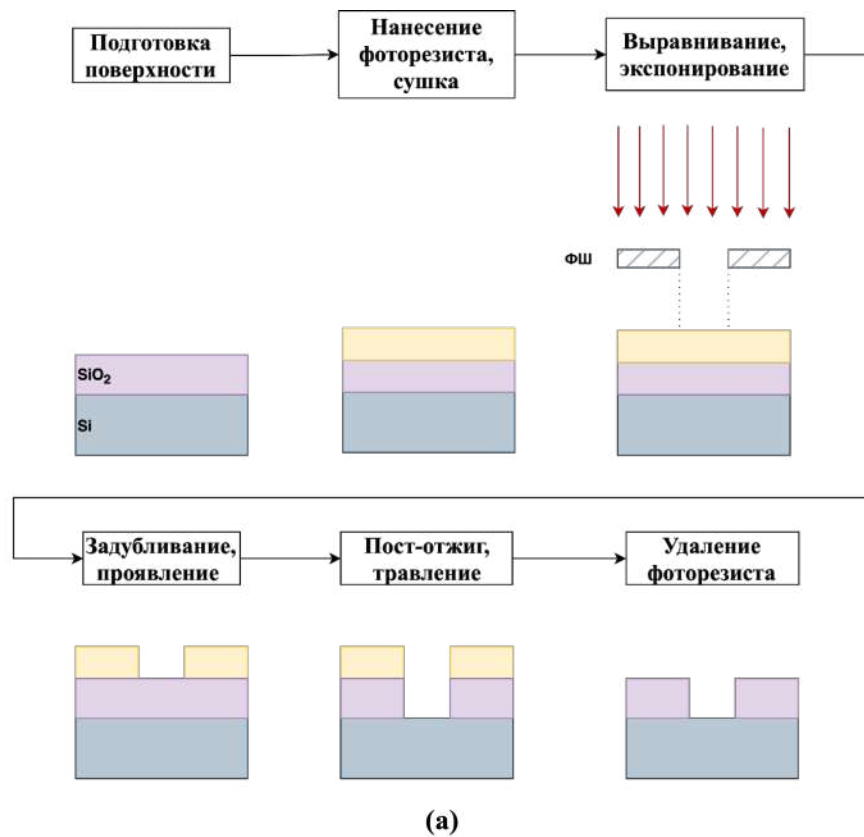 Подготовка
поверхности
Нанесение
фоторезиста,
сушка
Выравнивание,
экспонирование
ФШ
SiO₂
Si
Задубливание,
проявление
Пост-отжиг,
травление
Удаление
фоторезиста
(а)